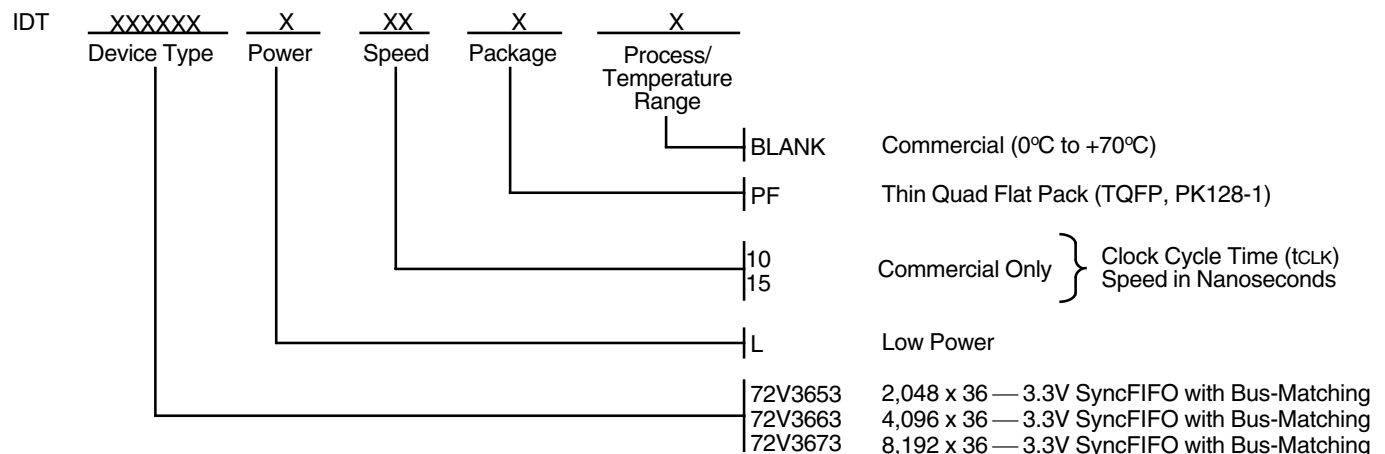 IDT XXXXXX X XX X X
Device Type Power Speed Package Process/
Temperature
Range
BLANK Commercial (0ºC to +70ºC)
PF Thin Quad Flat Pack (TQFP, PK128-1)
10
15
Commercial Only
Clock Cycle Time (tCLK)
Speed in Nanoseconds
L Low Power
72V3653 2,048 x 36 — 3.3V SyncFIFO with Bus-Matching
72V3663 4,096 x 36 — 3.3V SyncFIFO with Bus-Matching
72V3673 8,192 x 36 — 3.3V SyncFIFO with Bus-Matching